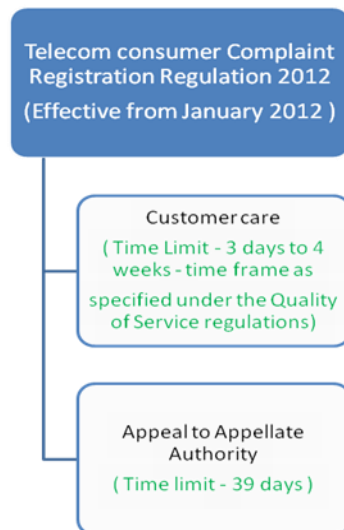 Telecom consumer Complaint
Registration Regulation 2012
(Effective from January 2012 )
Customer care
( Time Limit - 3 days to 4
weeks - time frame as
specified under the Quality
of Service regulations)
Appeal to Appellate
Authority
( Time limit - 39 days )